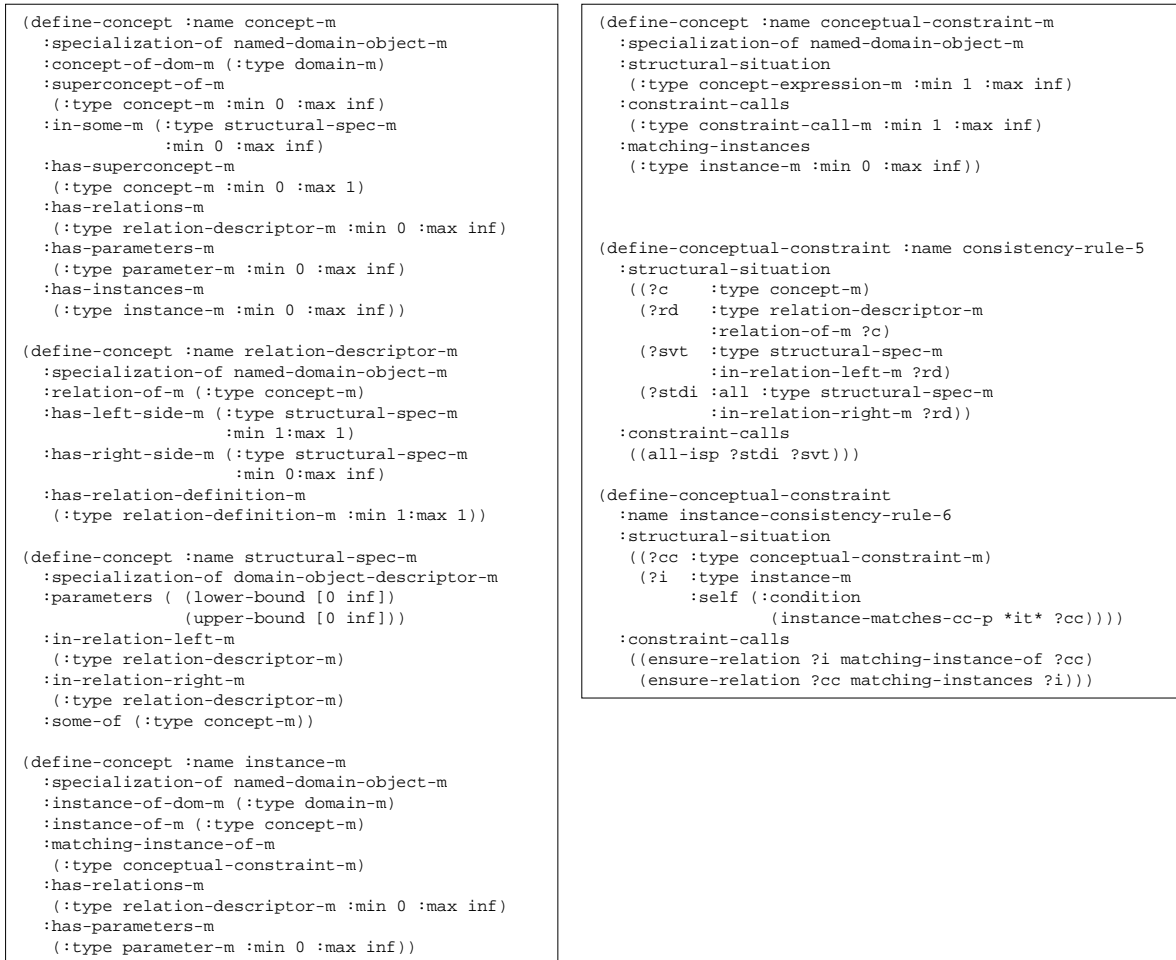 (define-concept :name concept-m
:specialization-of named-domain-object-m
:concept-of-dom-m (:type domain-m)
:superconcept-of-m
(:type concept-m :min 0 :max inf)
:in-some-m (:type structural-spec-m
:min 0 :max inf)
:has-superconcept-m
(:type concept-m :min 0 :max 1)
:has-relations-m
(:type relation-descriptor-m :min 0 :max inf)
:has-parameters-m
(:type parameter-m :min 0 :max inf)
:has-instances-m
(:type instance-m :min 0 :max inf))
(define-concept :name relation-descriptor-m
:specialization-of named-domain-object-m
:relation-of-m (:type concept-m)
:has-left-side-m (:type structural-spec-m
:min 1:max 1)
:has-right-side-m (:type structural-spec-m
:min 0:max inf)
:has-relation-definition-m
(:type relation-definition-m :min 1:max 1))
(define-concept :name structural-spec-m
:specialization-of domain-object-descriptor-m
:parameters ( (lower-bound [0 inf])
(upper-bound [0 inf]))
:in-relation-left-m
(:type relation-descriptor-m)
:in-relation-right-m
(:type relation-descriptor-m)
:some-of (:type concept-m))
(define-concept :name instance-m
:specialization-of named-domain-object-m
:instance-of-dom-m (:type domain-m)
:instance-of-m (:type concept-m)
:matching-instance-of-m
(:type conceptual-constraint-m)
:has-relations-m
(:type relation-descriptor-m :min 0 :max inf)
:has-parameters-m
(:type parameter-m :min 0 :max inf))
(define-concept :name conceptual-constraint-m
:specialization-of named-domain-object-m
:structural-situation
(:type concept-expression-m :min 1 :max inf)
:constraint-calls
(:type constraint-call-m :min 1 :max inf)
:matching-instances
(:type instance-m :min 0 :max inf))
(define-conceptual-constraint :name consistency-rule-5
:structural-situation
((?c :type concept-m)
(?rd :type relation-descriptor-m
:relation-of-m ?c)
(?svt :type structural-spec-m
:in-relation-left-m ?rd)
(?stdi :all :type structural-spec-m
:in-relation-right-m ?rd))
:constraint-calls
((all-isp ?stdi ?svt)))
(define-conceptual-constraint
:name instance-consistency-rule-6
:structural-situation
((?cc :type conceptual-constraint-m)
(?i :type instance-m
:self (:condition
(instance-matches-cc-p *it* ?cc))))
:constraint-calls
((ensure-relation ?i matching-instance-of ?cc)
(ensure-relation ?cc matching-instances ?i)))